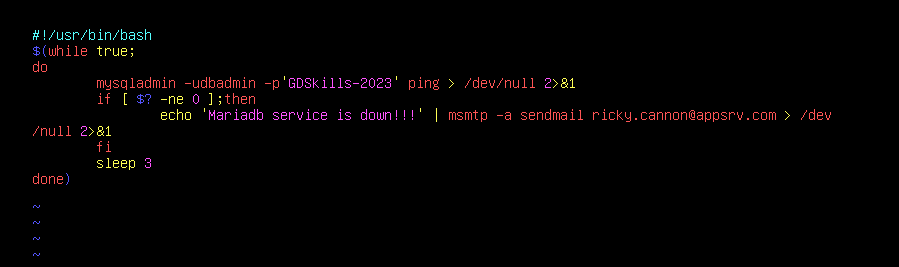 #!/usr/bin/bash
$(while true;
do
        mysqladmin -udbadmin -p'GDSkills-2023' ping > /dev/null 2>&1
        if [ $? -ne 0 ];then
                echo 'Mariadb service is down!!!' | msmtp -a sendmail ricky.cannon@appsrv.com > /dev
/null 2>&1
        fi
        sleep 3
done)
~
~
~
~